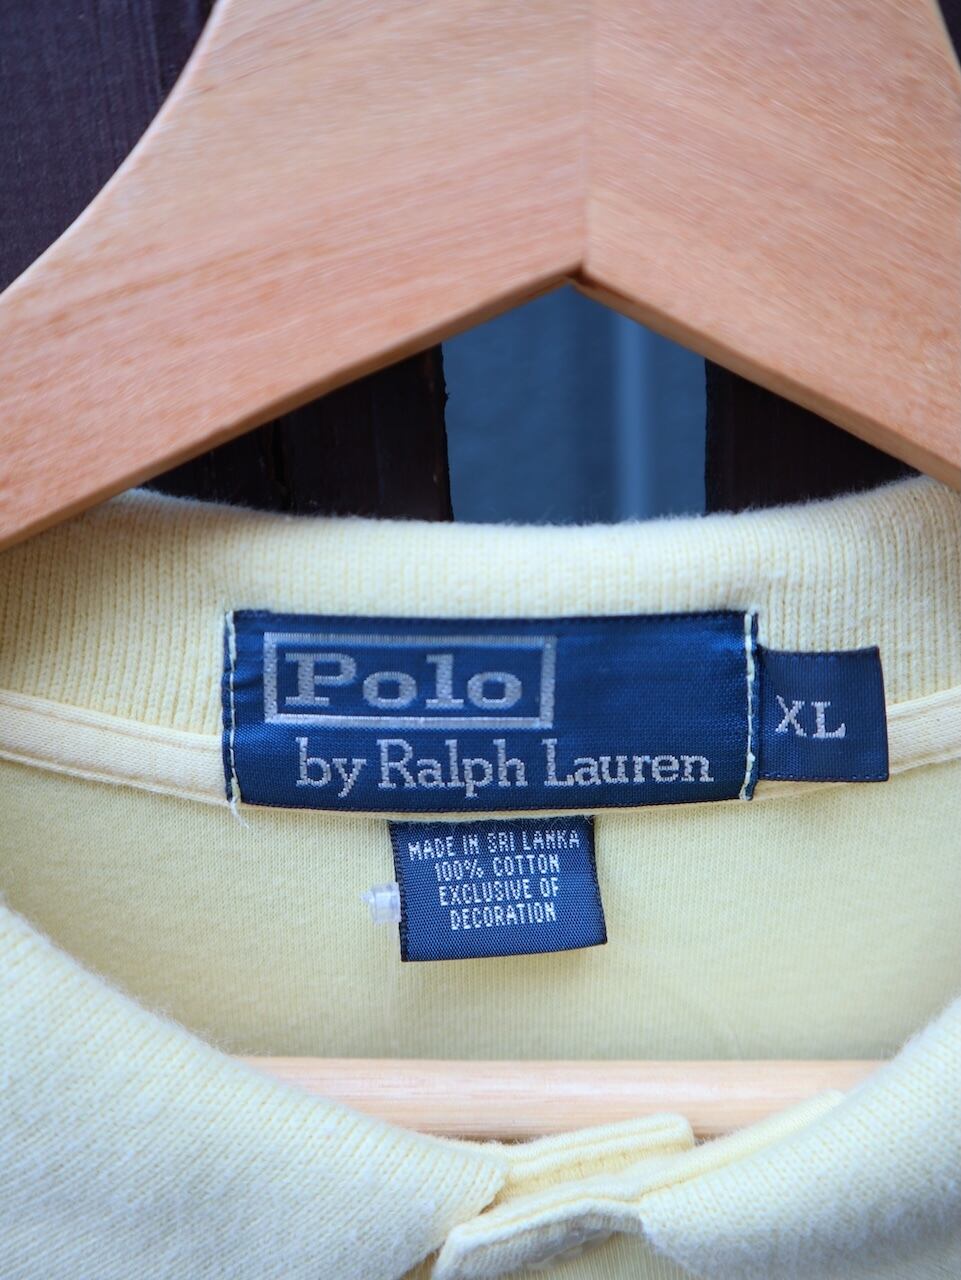 Polo
by Ralph Lauren
XL
MADE IN SRI LANKA
100% COTTON
EXCLUSIVE OF
DECORATION